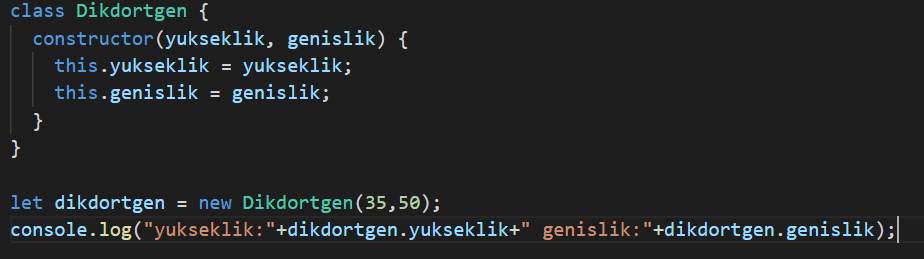 class Dikdortgen {
  constructor(yukseklik, genislik) {
    this.yukseklik = yukseklik;
    this.genislik = genislik;
  }
}

let dikdortgen = new Dikdortgen(35,50);
console.log("yukseklik:"+dikdortgen.yukseklik+" genislik:"+dikdortgen.genislik);